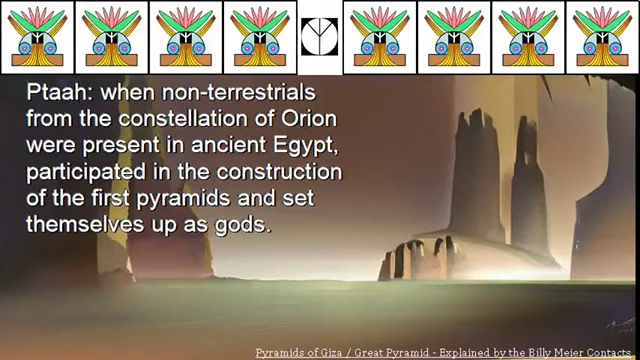 Ptaah: when non-terrestrials
from the constellation of Orion
were present in ancient Egypt,
participated in the construction
of the first pyramids and set
themselves up as gods.
Pyramids of Giza / Great Pyramid - Explained by the Billy Meier Contacts